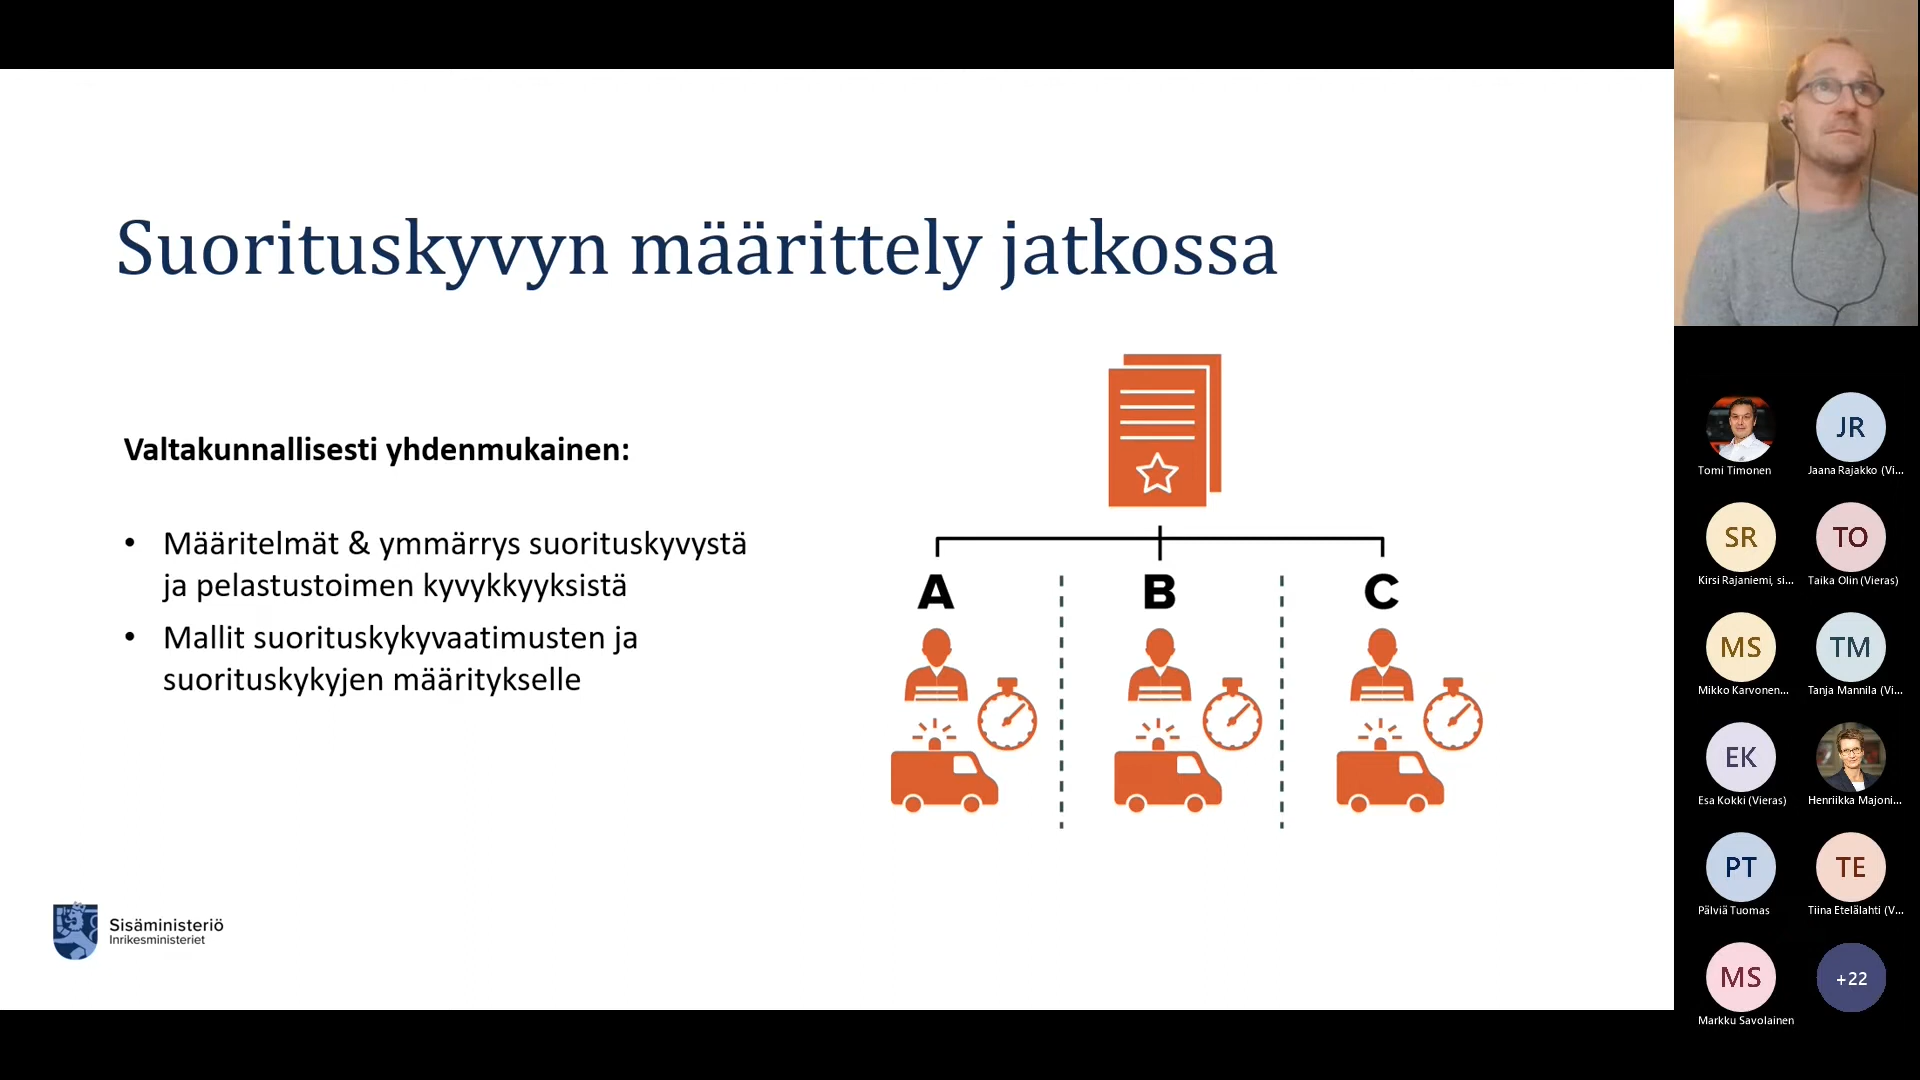 Suorituskyvyn määrittely jatkossa
Valtakunnallisesti yhdenmukainen:
• Määritelmät & ymmärrys suorituskyvystä
ja pelastustoimen kyvykkyyksistä
• Mallit suorituskykyvaatimusten ja
suorituskykyjen määritykselle
A B C
Sisäministeriö
Inrikesministeriet
Tomi Timonen
JR
Jaana Rajakko (Vi...
SR
Kirsi Rajaniemi, si...
TO
Taika Olin (Vieras)
MS
Mikko Karvonen...
TM
Tanja Mannila (Vi...
EK
Esa Kokki (Vieras)
Henriikka Majoni...
PT
Pälviä Tuomas
TE
Tiina Etelälahti (V...
MS
Markku Savolainen
+22